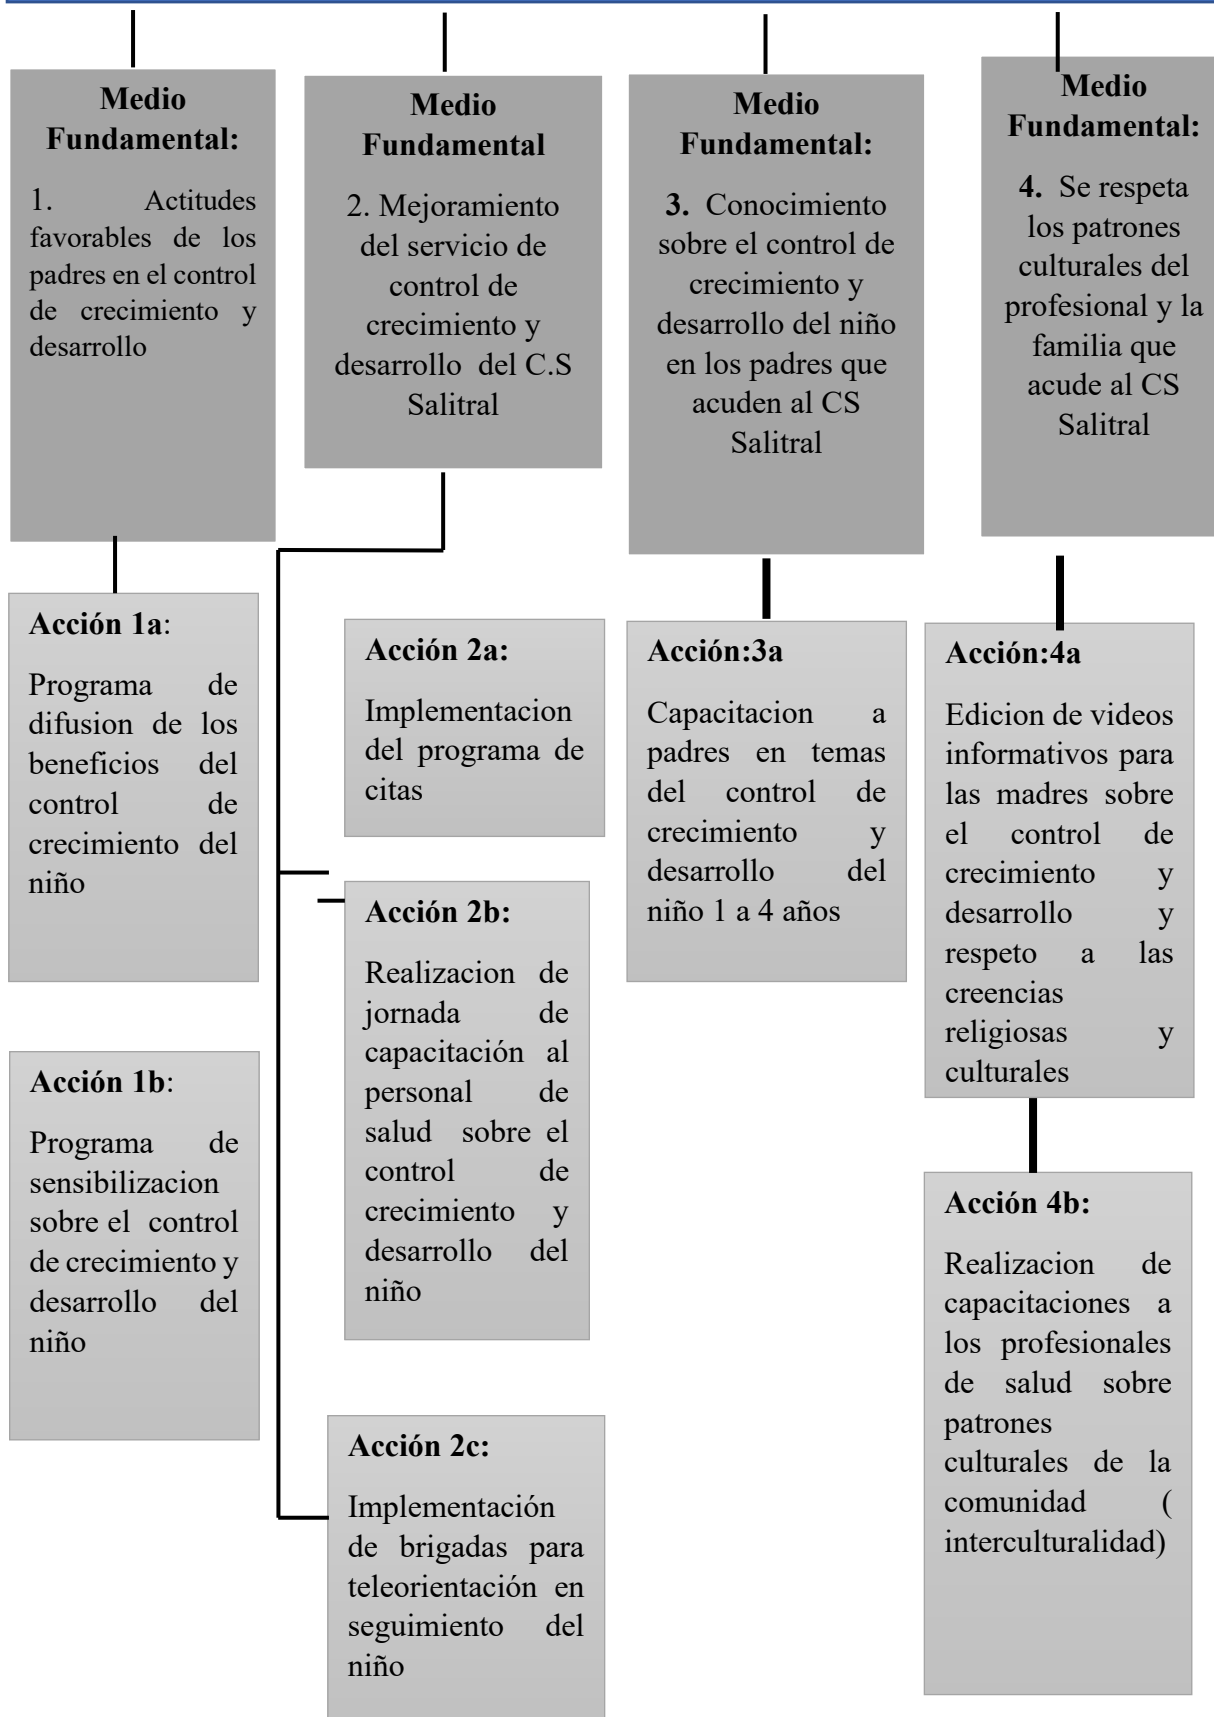 Medio
Fundamental:
1. Actitudes
favorables de los
padres en el control
de crecimiento y
desarrollo
Medio
Fundamental
2. Mejoramiento
del servicio de
control de
crecimiento y
desarrollo del C.S
Salitral
Medio
Fundamental:
3. Conocimiento
sobre el control de
crecimiento y
desarrollo del niño
en los padres que
acuden al CS
Salitral
Medio
Fundamental:
4. Se respeta
los patrones
culturales del
profesional y la
familia que
acude al CS
Salitral
Acción 1a:
Programa de
difusion de los
beneficios del
control de
crecimiento del
niño
Acción 1b:
Programa de
sensibilizacion
sobre el control
de crecimiento y
desarrollo del
niño
Acción 2a:
Implementacion
del programa de
citas
Acción 2b:
Realizacion de
jornada de
capacitación al
personal de
salud sobre el
control de
crecimiento y
desarrollo del
niño
Acción 2c:
Implementación
de brigadas para
teleorientación en
seguimiento del
niño
Acción:3a
Capacitacion a
padres en temas
del control de
crecimiento y
desarrollo del
niño 1 a 4 años
Acción:4a
Edicion de videos
informativos para
las madres sobre
el control de
crecimiento y
desarrollo y
respeto a las
creencias
religiosas y
culturales
Acción 4b:
Realizacion de
capacitaciones a
los profesionales
de salud sobre
patrones
culturales de la
comunidad (
interculturalidad)